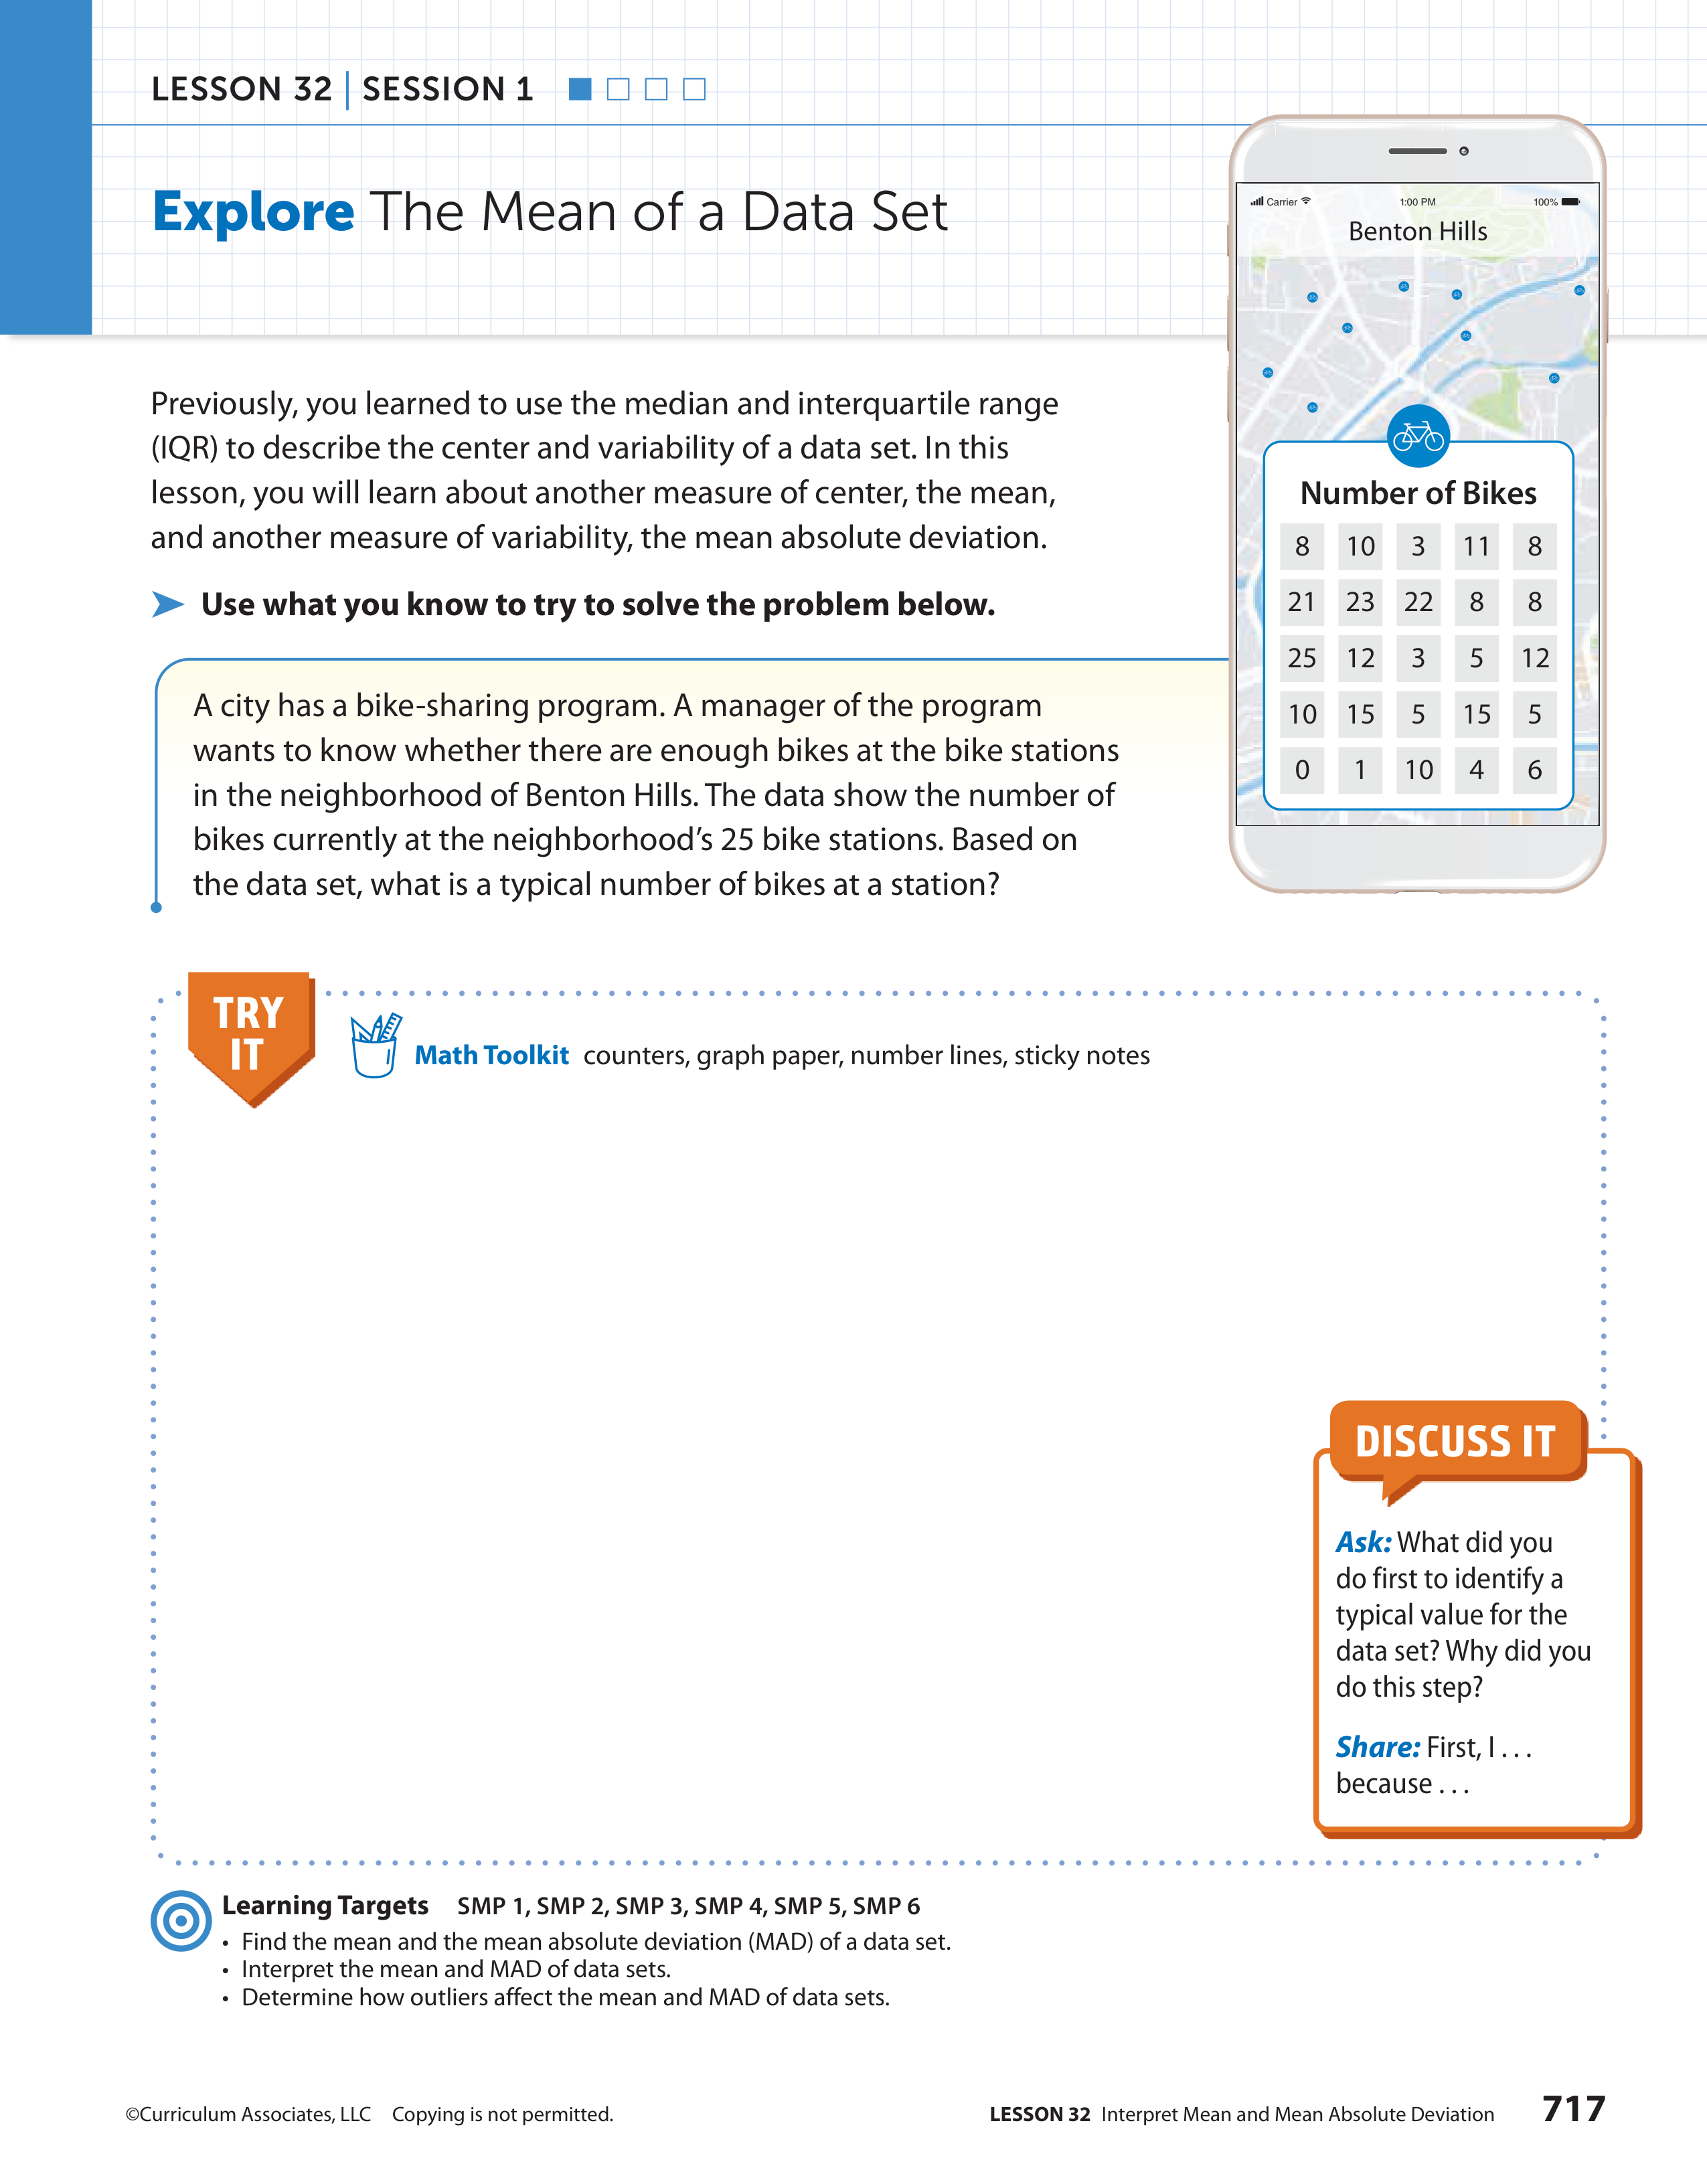 LESSON 32 | SESSION 1
Explore The Mean of a Data Set
Previously, you learned to use the median and interquartile range
(IQR) to describe the center and variability of a data set. In this
lesson, you will learn about another measure of center, the mean,
and another measure of variability, the mean absolute deviation.
Use what you know to try to solve the problem below.
A city has a bike-sharing program. A manager of the program
wants to know whether there are enough bikes at the bike stations
in the neighborhood of Benton Hills. The data show the number of
bikes currently at the neighborhood's 25 bike stations. Based on
the data set, what is a typical number of bikes at a station?
Carrier 1:00 PM 100%
Benton Hills
Number of Bikes
8 10 3 11 8
21 23 22 8 8
25 12 3 5 12
10 15 5 15 5
0 1 10 4 6
TRY
IT
Math Toolkit counters, graph paper, number lines, sticky notes
DISCUSS IT
Ask: What did you
do first to identify a
typical value for the
data set? Why did you
do this step?
Share: First, I . . .
because . . .
Learning Targets SMP 1, SMP 2, SMP 3, SMP 4, SMP 5, SMP 6
• Find the mean and the mean absolute deviation (MAD) of a data set.
• Interpret the mean and MAD of data sets.
• Determine how outliers affect the mean and MAD of data sets.
©Curriculum Associates, LLC Copying is not permitted.
LESSON 32 Interpret Mean and Mean Absolute Deviation 717